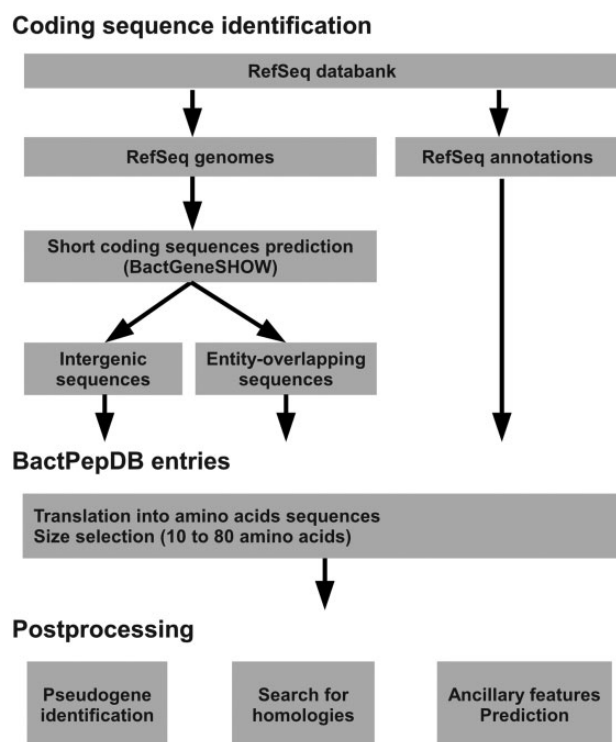 Coding sequence identification
RefSeq databank
RefSeq genomes
RefSeq annotations
Short coding sequences prediction
(BactGeneSHOW)
Intergenic
sequences
Entity-overlapping
sequences
BactPepDB entries
Translation into amino acids sequences
Size selection (10 to 80 amino acids)
Postprocessing
Pseudogene
identification
Search for
homologies
Ancillary features
Prediction